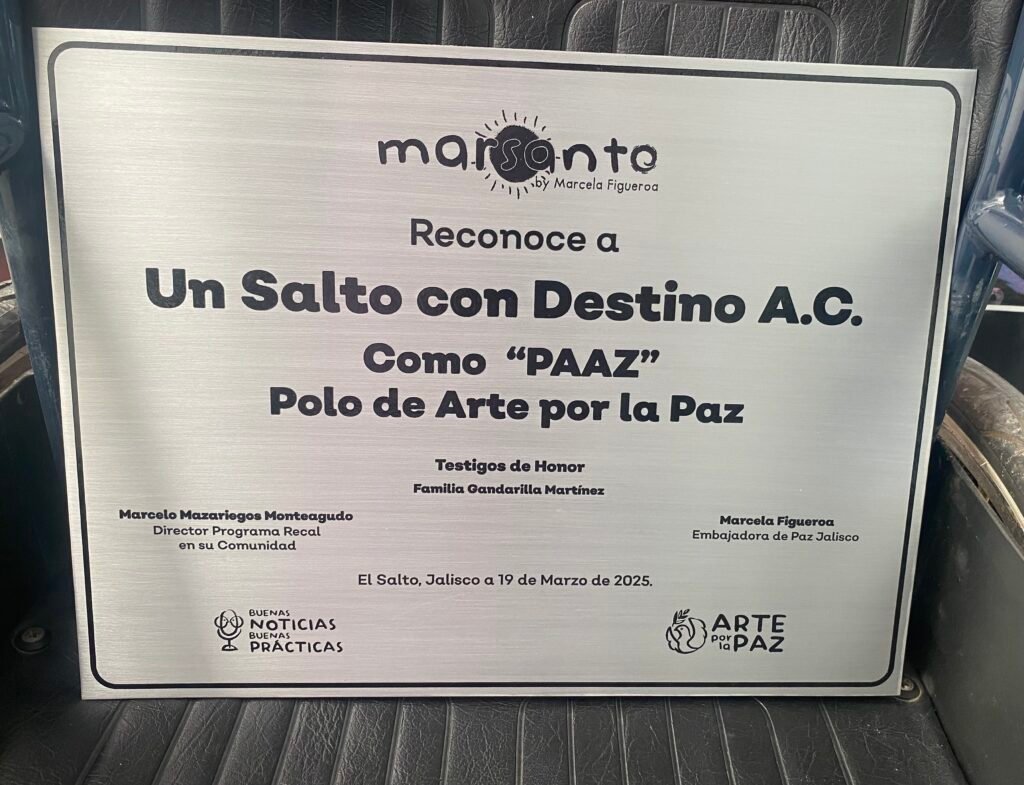 marsanto
by Marcela Figueroa
Reconoce a
Un Salto con Destino A.C.
Como "PAAZ"
Polo de Arte por la Paz
Testigos de Honor
Familia Gandarilla Martínez
Marcelo Mazariegos Monteagudo
Director Programa Recal
en su Comunidad
Marcela Figueroa
Embajadora de Paz Jalisco
El Salto, Jalisco a 19 de Marzo de 2025.
BUENAS
NOTICIAS
BUENAS
PRÁCTICAS
ARTE
por la PAZ